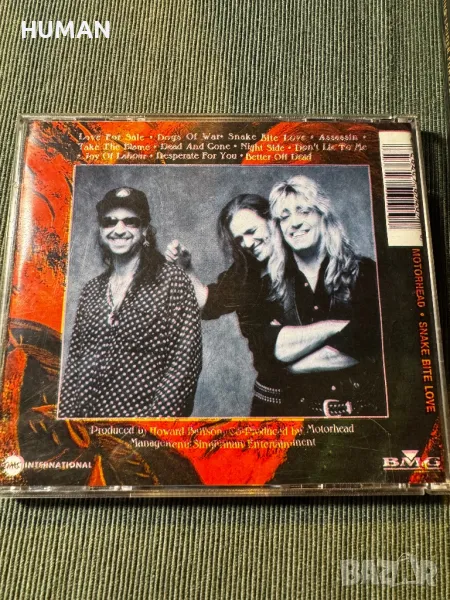 HUMAN
Love For Sale • Dogs Of War • Snake Bite Love • Assassin •
Take The Blame • Dead And Gone • Night Side • Don't Lie To Me
• Joy Of Labour • Desperate For You • Better Off Dead
MOTORHEAD • SNAKE BITE LOVE
Produced by Howard Benson, co-Produced by Motorhead
Management: Singerman Entertainment
INTERNATIONAL
BMG
BAZAR